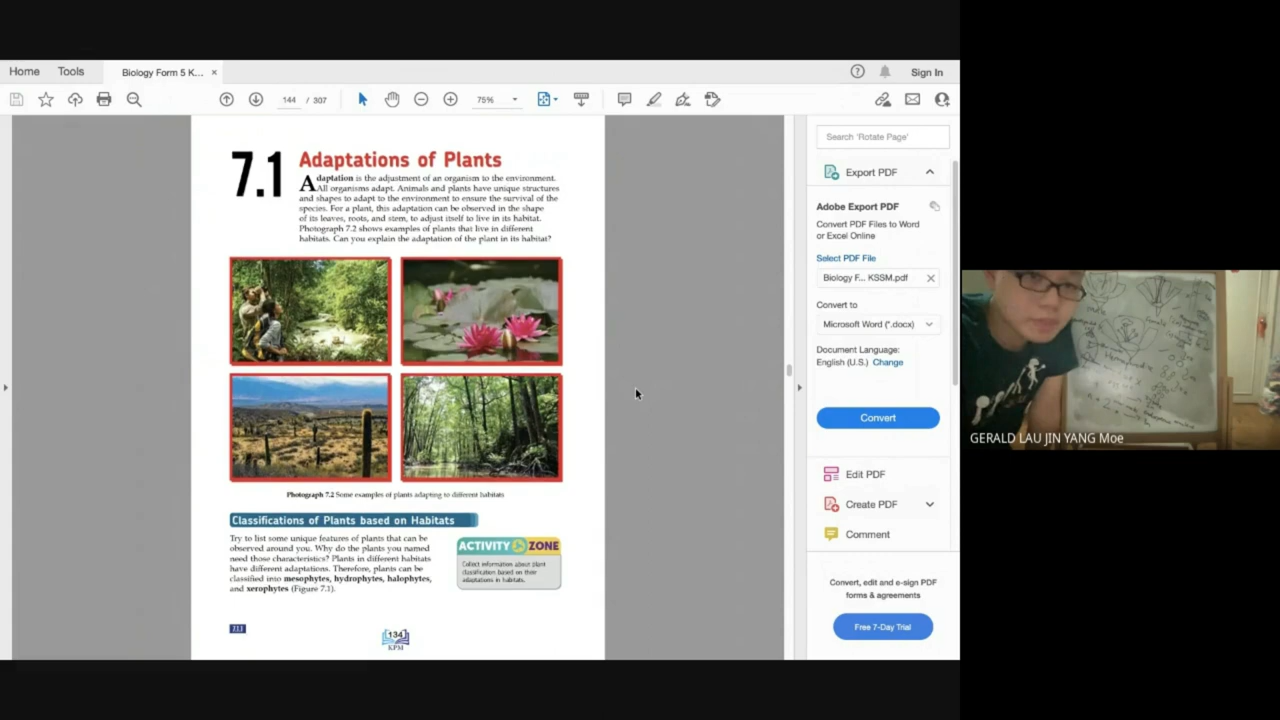 Home
Tools
Biology Form 5 K...
Sign In
144 / 307
75%
7.1
Adaptations of Plants
Adaptation is the adjustment of an organism to the environment.
All organisms adapt. Animals and plants have unique structures
and shapes to adapt to the environment to ensure the survival of the
species. For a plant, this adaptation can be observed in the shape
of its leaves, roots, and stem, to adjust itself to live in its habitat.
Photograph 7.2 shows examples of plants that live in different
habitats. Can you explain the adaptation of the plant in its habitat?
Photograph 7.2 Some examples of plants adapting to different habitats
Classifications of Plants based on Habitats
Try to list some unique features of plants that can be
observed around you. Why do the plants you named
need those characteristics? Plants in different habitats
have different adaptations. Therefore, plants can be
classified into mesophytes, hydrophytes, halophytes,
and xerophytes (Figure 7.1).
ACTIVITY ZONE
Collect information about plant
classification based on their
adaptations in habitats.
7.1.1
134
KPM
Search 'Rotate Page'
Export PDF
Adobe Export PDF
Convert PDF Files to Word
or Excel Online
Select PDF File
Biology F... KSSM.pdf
Convert to
Microsoft Word (*.docx)
Document Language:
English (U.S.) Change
Convert
Edit PDF
Create PDF
Comment
Convert, edit and e-sign PDF
forms & agreements
Free 7-Day Trial
GERALD LAU JIN YANG Moe